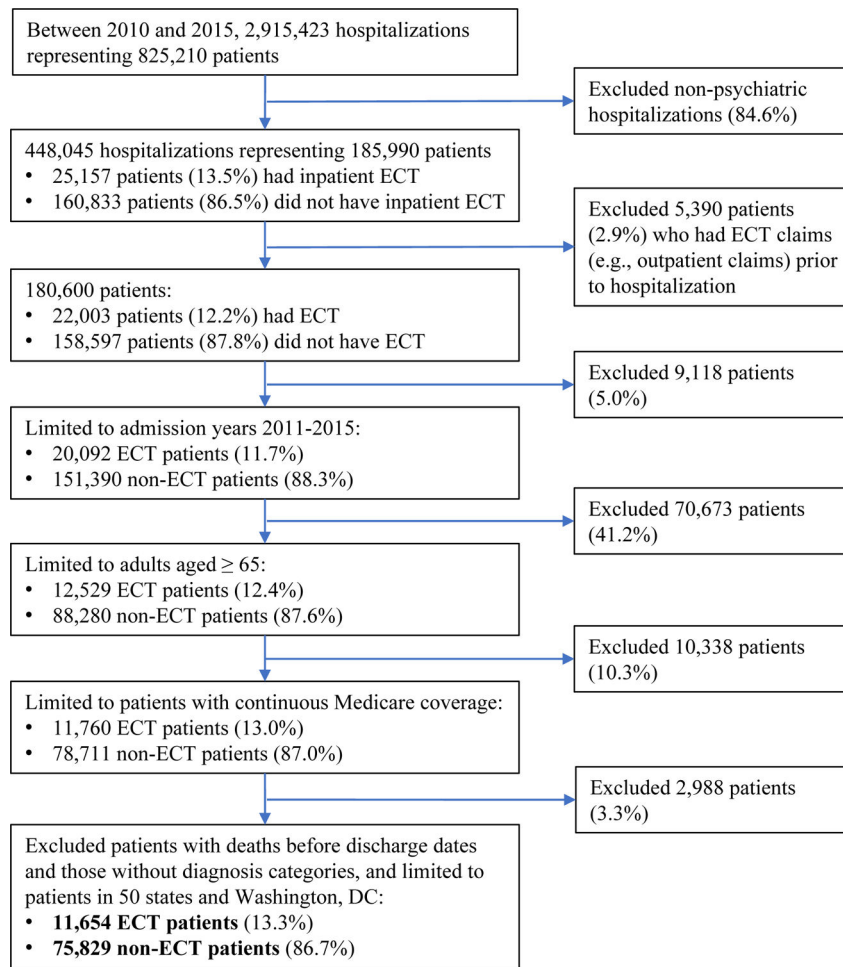 Between 2010 and 2015, 2,915,423 hospitalizations
representing 825,210 patients
Excluded non-psychiatric
hospitalizations (84.6%)
448,045 hospitalizations representing 185,990 patients
• 25,157 patients (13.5%) had inpatient ECT
• 160,833 patients (86.5%) did not have inpatient ECT
Excluded 5,390 patients
(2.9%) who had ECT claims
(e.g., outpatient claims) prior
to hospitalization
180,600 patients:
• 22,003 patients (12.2%) had ECT
• 158,597 patients (87.8%) did not have ECT
Excluded 9,118 patients
(5.0%)
Limited to admission years 2011-2015:
• 20,092 ECT patients (11.7%)
• 151,390 non-ECT patients (88.3%)
Excluded 70,673 patients
(41.2%)
Limited to adults aged ≥ 65:
• 12,529 ECT patients (12.4%)
• 88,280 non-ECT patients (87.6%)
Excluded 10,338 patients
(10.3%)
Limited to patients with continuous Medicare coverage:
• 11,760 ECT patients (13.0%)
• 78,711 non-ECT patients (87.0%)
Excluded 2,988 patients
(3.3%)
Excluded patients with deaths before discharge dates
and those without diagnosis categories, and limited to
patients in 50 states and Washington, DC:
• 11,654 ECT patients (13.3%)
• 75,829 non-ECT patients (86.7%)